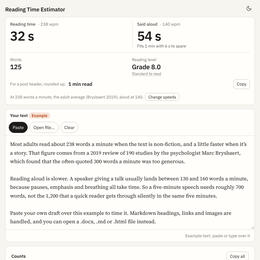 Reading Time Estimator
Reading time · 238 wpm
32 s
Said aloud · 140 wpm
54 s
Fits 1 min with 6 s to spare
Words
125
Reading level
Grade 8.0
Standard to read
For a post header, rounded up: 1 min read
Copy
At 238 words a minute, the adult average (Brysbaert 2019); aloud at 140.
Change speeds
Your text Example
Paste
Open file…
Clear
Most adults read about 238 words a minute when the text is non-fiction, and a little faster when it's
a story. That figure comes from a 2019 review of 190 studies by the psychologist Marc Brysbaert,
which found that the often-quoted 300 words a minute was too generous.
Reading aloud is slower. A speaker giving a talk usually lands between 130 and 160 words a minute,
because pauses, emphasis and breathing all take time. So a five-minute speech needs roughly 700
words, not the 1,200 that a quick reader gets through silently in the same five minutes.
Paste your own draft over this example to time it. Markdown headings, links and images are
handled, and you can open a .docx, .md or .html file instead.
Example text: paste or type over it
Counts
Copy all